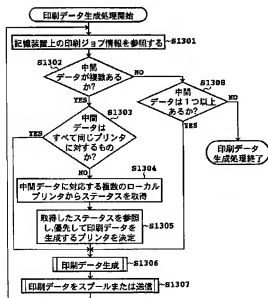 印刷データ生成処理開始
記憶装置上の印刷ジョブ情報を参照する
S1301
S1302
中間
データが複数ある
か?
NO
YES
S1308
中間
データは1つ以上
あるか?
NO
YES
S1303
中間
データは
すべて同じプリンタ
に対するもの
か?
YES
NO
印刷データ
生成処理終了
S1304
中間データに対応する複数のローカル
プリンタからステータスを取得
取得したステータスを参照
し、優先して印刷データを
生成するプリンタを決定
S1305
印刷データ生成
S1306
印刷データをスプールまたは送信
S1307